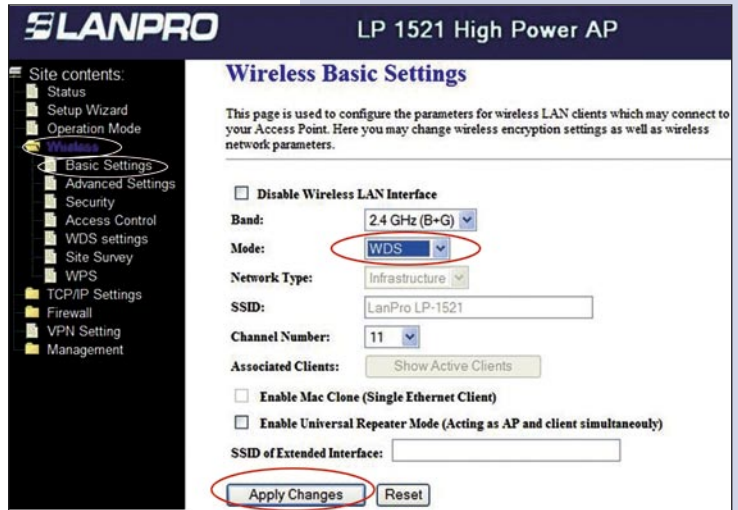 LANPRO
LP 1521 High Power AP
Site contents:
Status
Setup Wizard
Operation Mode
Wireless
Basic Settings
Advanced Settings
Security
Access Control
WDS settings
Site Survey
WPS
TCP/IP Settings
Firewall
VPN Setting
Management
Wireless Basic Settings
This page is used to configure the parameters for wireless LAN clients which may connect to
your Access Point. Here you may change wireless encryption settings as well as wireless
network parameters.
Disable Wireless LAN Interface
Band: 2.4 GHz (B+G)
Mode: WDS
Network Type: Infrastructure
SSID: LanPro LP-1521
Channel Number: 11
Associated Clients: Show Active Clients
Enable Mac Clone (Single Ethernet Client)
Enable Universal Repeater Mode (Acting as AP and client simultaneouly)
SSID of Extended Interface:
Apply Changes Reset